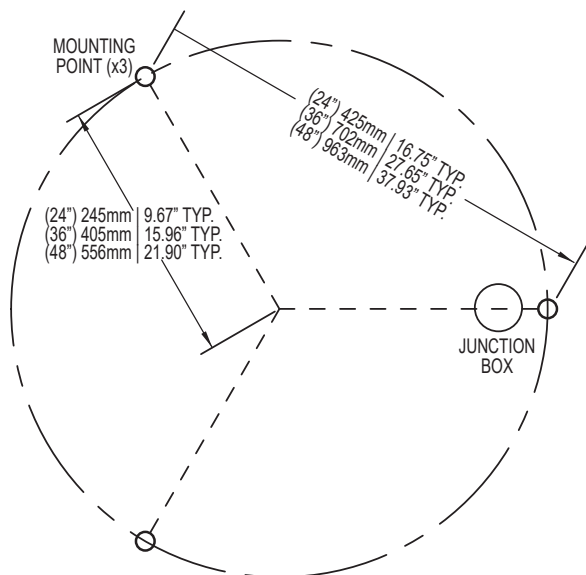 MOUNTING
POINT (x3)
(24”) 425mm | 16.75” TYP.
(36”) 702mm | 27.65” TYP.
(48”) 963mm | 37.93” TYP.
(24”) 245mm | 9.67” TYP.
(36”) 405mm | 15.96” TYP.
(48”) 556mm | 21.90” TYP.
JUNCTION
BOX